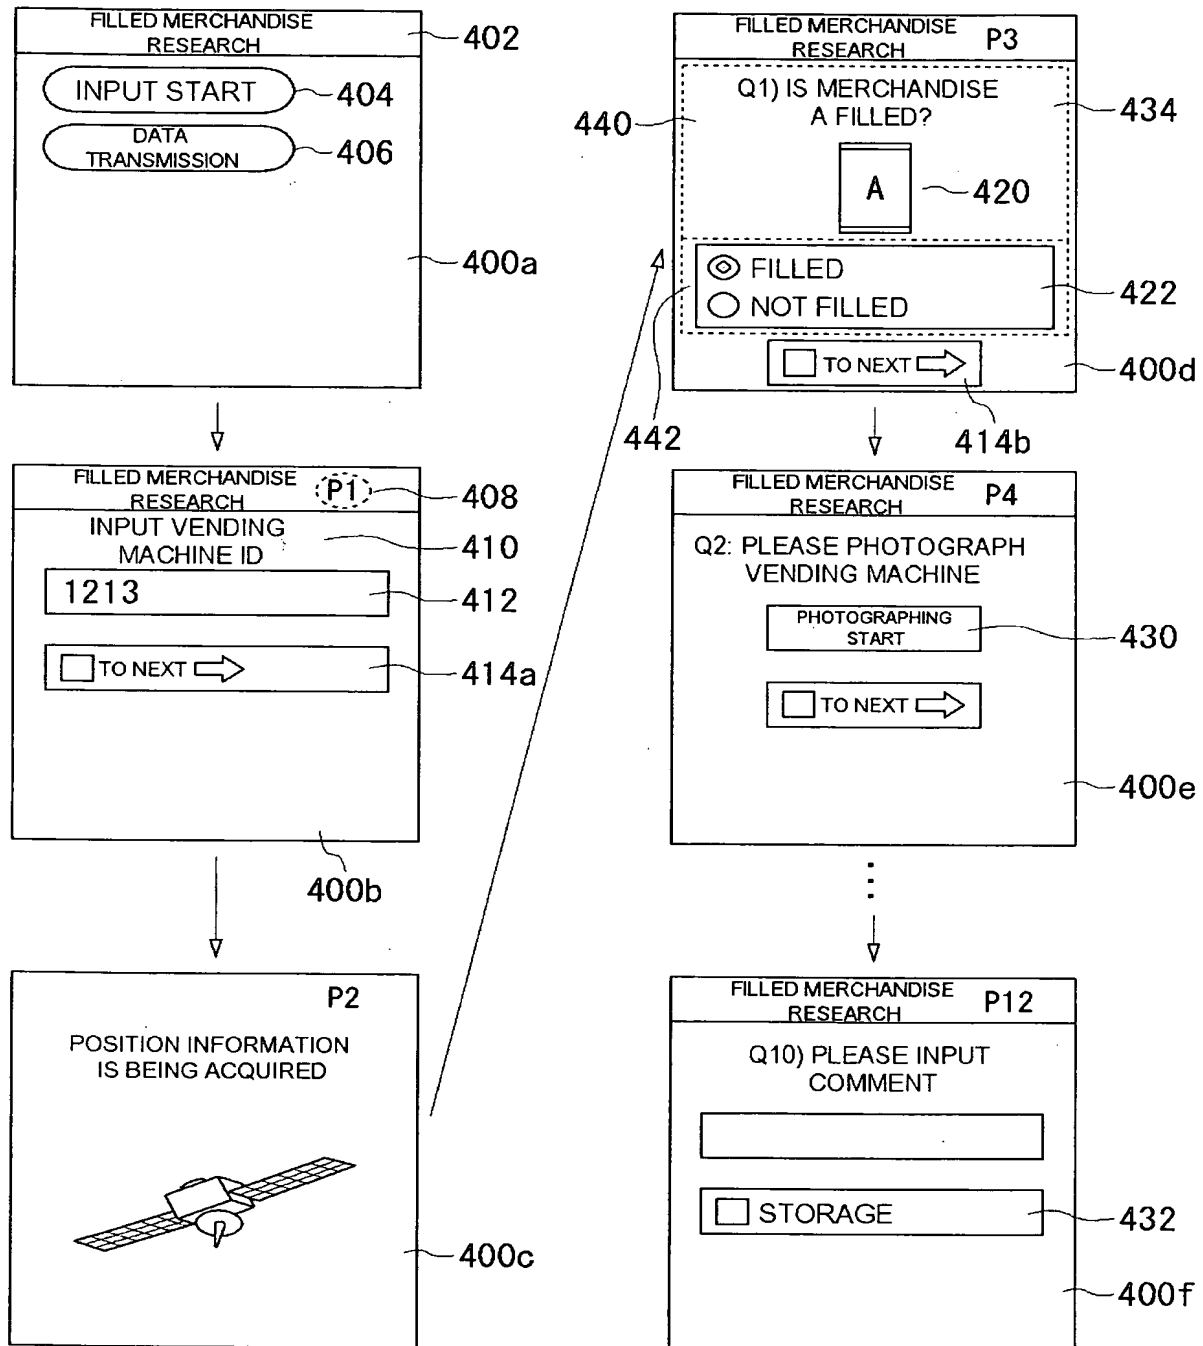 FILLED MERCHANDISE
RESEARCH
402
INPUT START
404
DATA
TRANSMISSION
406
400a
FILLED MERCHANDISE
RESEARCH
P1
408
INPUT VENDING
MACHINE ID
410
1213
412
TO NEXT
414a
400b
P2
POSITION INFORMATION
IS BEING ACQUIRED
400c
FILLED MERCHANDISE
RESEARCH
P3
Q1) IS MERCHANDISE
A FILLED?
434
440
A
420
FILLED
NOT FILLED
422
442
TO NEXT
414b
400d
FILLED MERCHANDISE
RESEARCH
P4
Q2: PLEASE PHOTOGRAPH
VENDING MACHINE
PHOTOGRAPHING
START
430
TO NEXT
400e
FILLED MERCHANDISE
RESEARCH
P12
Q10) PLEASE INPUT
COMMENT
STORAGE
432
400f